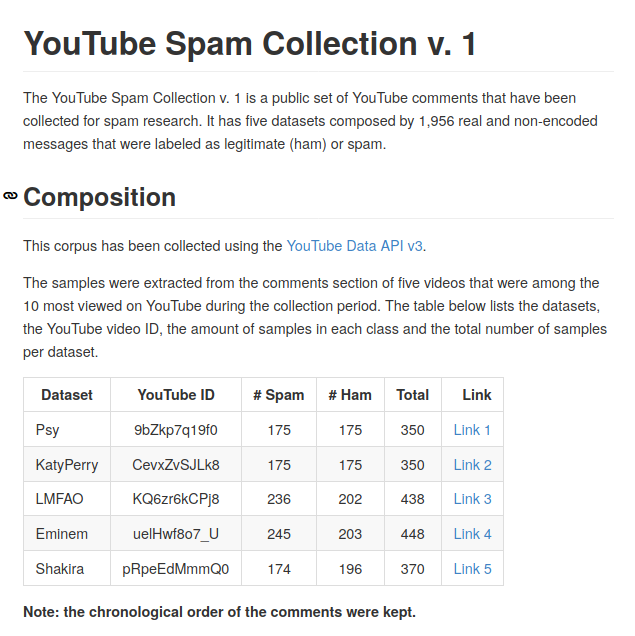 YouTube Spam Collection v. 1
The YouTube Spam Collection v. 1 is a public set of YouTube comments that have been
collected for spam research. It has five datasets composed by 1,956 real and non-encoded
messages that were labeled as legitimate (ham) or spam.
Composition
This corpus has been collected using the YouTube Data API v3.
The samples were extracted from the comments section of five videos that were among the
10 most viewed on YouTube during the collection period. The table below lists the datasets,
the YouTube video ID, the amount of samples in each class and the total number of samples
per dataset.
Dataset YouTube ID # Spam # Ham Total Link
Psy 9bZkp7q19f0 175 175 350 Link 1
KatyPerry CevxZvSJLk8 175 175 350 Link 2
LMFAO KQ6zr6kCPj8 236 202 438 Link 3
Eminem uelHwf8o7_U 245 203 448 Link 4
Shakira pRpeEdMmmQ0 174 196 370 Link 5
Note: the chronological order of the comments were kept.